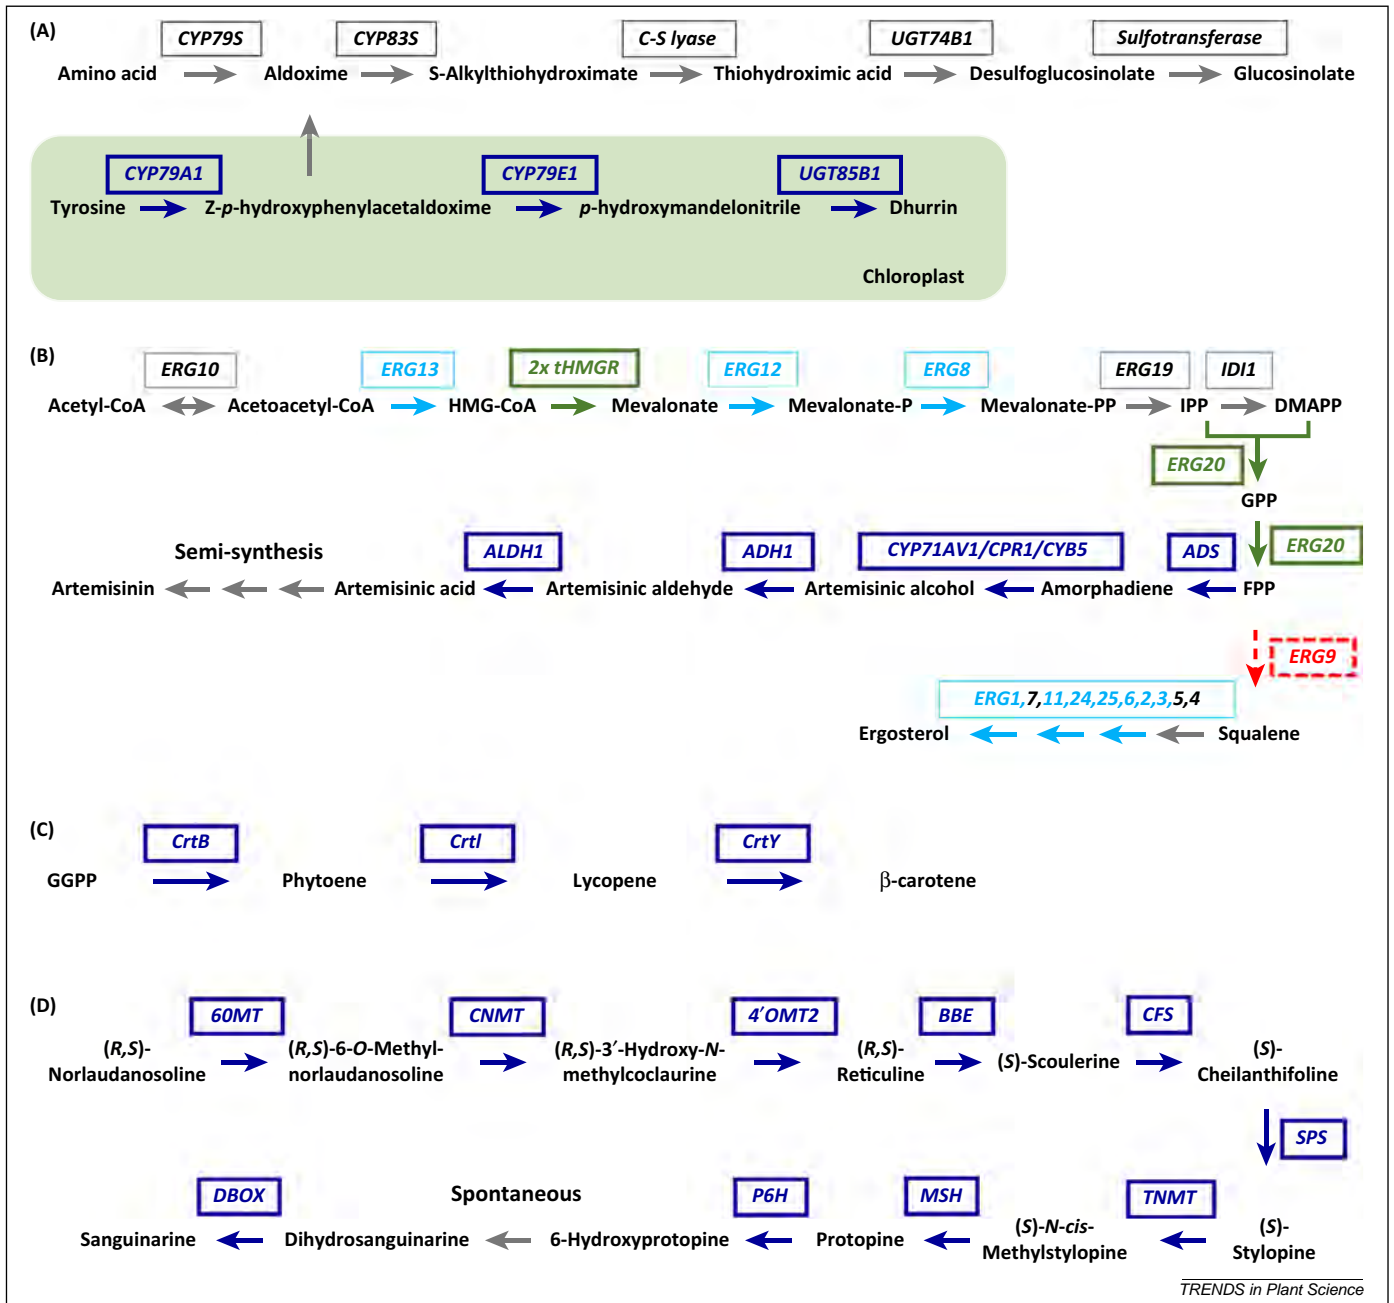 (A)
CYP79S CYP83S C-S lyase UGT74B1 Sulfotransferase
Amino acid Aldoxime S-Alkylthiohydroximate Thiohydroximic acid Desulfoglucosinolate Glucosinolate
CYP79A1 CYP79E1 UGT85B1
Tyrosine Z-p-hydroxyphenylacetaldoxime p-hydroxymandelonitrile Dhurrin
Chloroplast
(B)
ERG10 ERG13 2x tHMGR ERG12 ERG8 ERG19 IDI1
Acetyl-CoA Acetoacetyl-CoA HMG-CoA Mevalonate Mevalonate-P Mevalonate-PP IPP DMAPP
ERG20
GPP
Semi-synthesis ALDH1 ADH1 CYP71AV1/CPR1/CYB5 ADS ERG20
Artemisinin Artemisinic acid Artemisinic aldehyde Artemisinic alcohol Amorphadiene FPP
ERG9
ERG1,7,11,24,25,6,2,3,5,4
Ergosterol Squalene
(C)
CrtB CrtI CrtY
GGPP Phytoene Lycopene β-carotene
(D)
60MT CNMT 4′OMT2 BBE CFS
(R,S)- (R,S)-6-O-Methyl- (R,S)-3′-Hydroxy-N- (R,S)- (S)-Scoulerine (S)-
Norlaudanosoline norlaudanosoline methylcoclaurine Reticuline Cheilanthifoline
SPS
DBOX Spontaneous P6H MSH TNMT
Sanguinarine Dihydrosanguinarine 6-Hydroxyprotopine Protopine (S)-N-cis- (S)-
Methylstylopine Stylopine
TRENDS in Plant Science